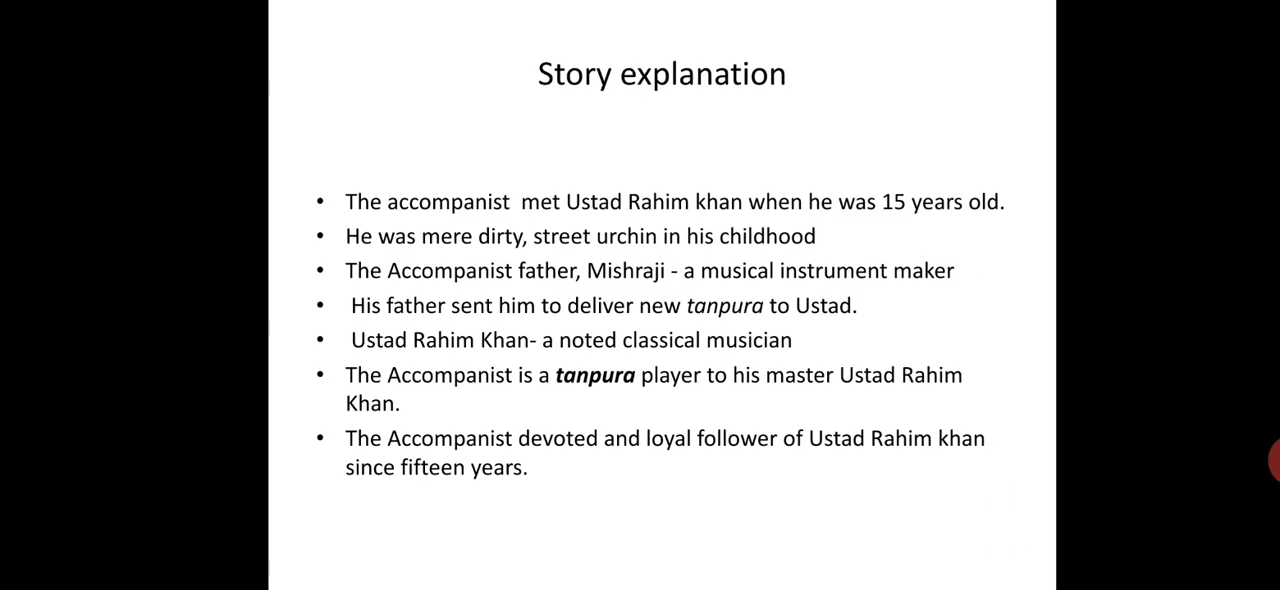 Story explanation
• The accompanist  met Ustad Rahim khan when he was 15 years old.
• He was mere dirty, street urchin in his childhood
• The Accompanist father, Mishraji - a musical instrument maker
• His father sent him to deliver new tanpura to Ustad.
• Ustad Rahim Khan- a noted classical musician
• The Accompanist is a tanpura player to his master Ustad Rahim
Khan.
• The Accompanist devoted and loyal follower of Ustad Rahim khan
since fifteen years.